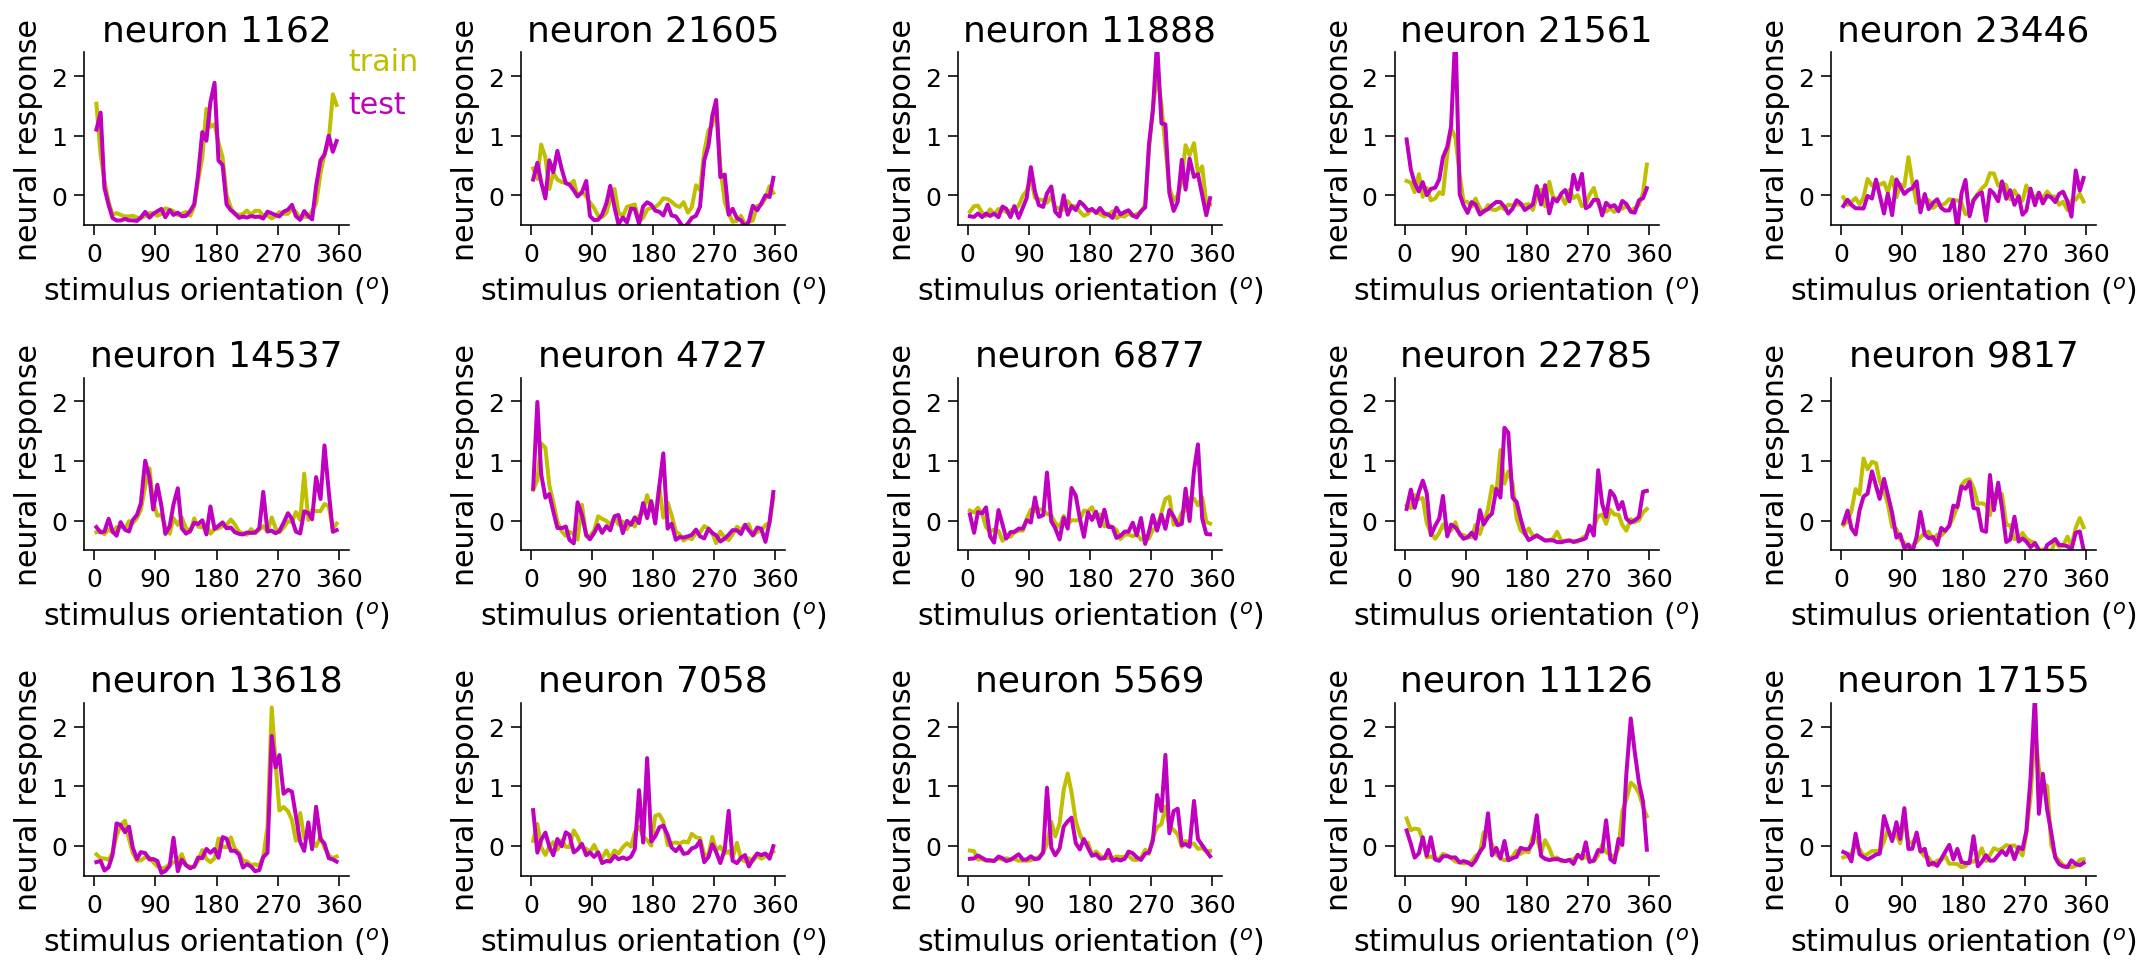 neuron 1162
neuron 21605
neuron 11888
neuron 21561
neuron 23446
train
test
neural response
2
1
0
0 90 180 270 360
stimulus orientation (o)
neural response
2
1
0
0 90 180 270 360
stimulus orientation (o)
neural response
2
1
0
0 90 180 270 360
stimulus orientation (o)
neural response
2
1
0
0 90 180 270 360
stimulus orientation (o)
neural response
2
1
0
0 90 180 270 360
stimulus orientation (o)
neuron 14537
neuron 4727
neuron 6877
neuron 22785
neuron 9817
neural response
2
1
0
0 90 180 270 360
stimulus orientation (o)
neural response
2
1
0
0 90 180 270 360
stimulus orientation (o)
neural response
2
1
0
0 90 180 270 360
stimulus orientation (o)
neural response
2
1
0
0 90 180 270 360
stimulus orientation (o)
neural response
2
1
0
0 90 180 270 360
stimulus orientation (o)
neuron 13618
neuron 7058
neuron 5569
neuron 11126
neuron 17155
neural response
2
1
0
0 90 180 270 360
stimulus orientation (o)
neural response
2
1
0
0 90 180 270 360
stimulus orientation (o)
neural response
2
1
0
0 90 180 270 360
stimulus orientation (o)
neural response
2
1
0
0 90 180 270 360
stimulus orientation (o)
neural response
2
1
0
0 90 180 270 360
stimulus orientation (o)